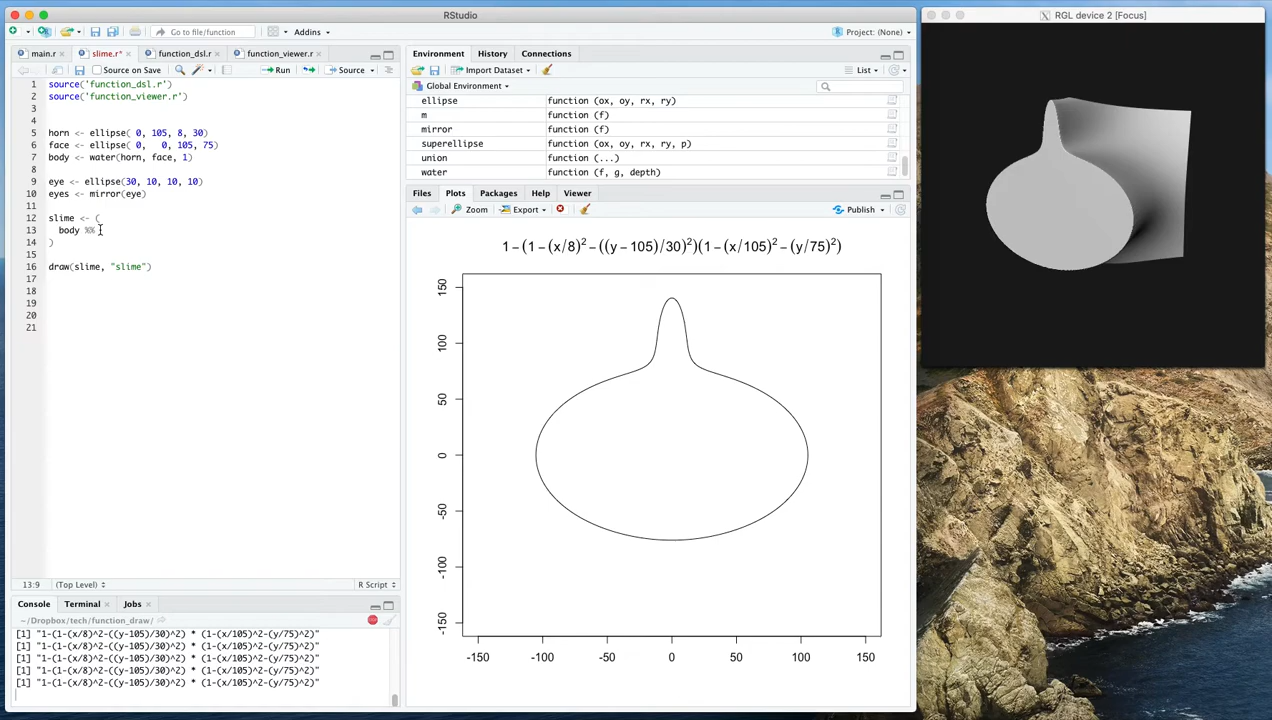 RStudio
Go to file/function
Addins
Project: (None)
main.r
slime.r*
function_dsl.r
function_viewer.r
Source on Save
Run
Source
1 source('function_dsl.r')
2 source('function_viewer.r')
3
4
5 horn <- ellipse( 0, 105, 8, 30)
6 face <- ellipse( 0,   0, 105, 75)
7 body <- water(horn, face, 1)
8
9 eye <- ellipse(30, 10, 10, 10)
10 eyes <- mirror(eye)
11
12 slime <- (
13   body %%
14 )
15
16 draw(slime, "slime")
17
18
19
20
21
13:9 (Top Level) R Script
Console Terminal Jobs
~/Dropbox/tech/function_draw/
[1] "1-(1-(x/8)^2-((y-105)/30)^2) * (1-(x/105)^2-(y/75)^2)"
[1] "1-(1-(x/8)^2-((y-105)/30)^2) * (1-(x/105)^2-(y/75)^2)"
[1] "1-(1-(x/8)^2-((y-105)/30)^2) * (1-(x/105)^2-(y/75)^2)"
[1] "1-(1-(x/8)^2-((y-105)/30)^2) * (1-(x/105)^2-(y/75)^2)"
[1] "1-(1-(x/8)^2-((y-105)/30)^2) * (1-(x/105)^2-(y/75)^2)"
Environment History Connections
Import Dataset
List
Global Environment
ellipse function (ox, oy, rx, ry)
m function (f)
mirror function (f)
superellipse function (ox, oy, rx, ry, p)
union function (...)
water function (f, g, depth)
Files Plots Packages Help Viewer
Zoom Export Publish
1−(1−(x/8)²−((y−105)/30)²)(1−(x/105)²−(y/75)²)
150
100
50
0
-50
-100
-150
-150 -100 -50 0 50 100 150
RGL device 2 [Focus]